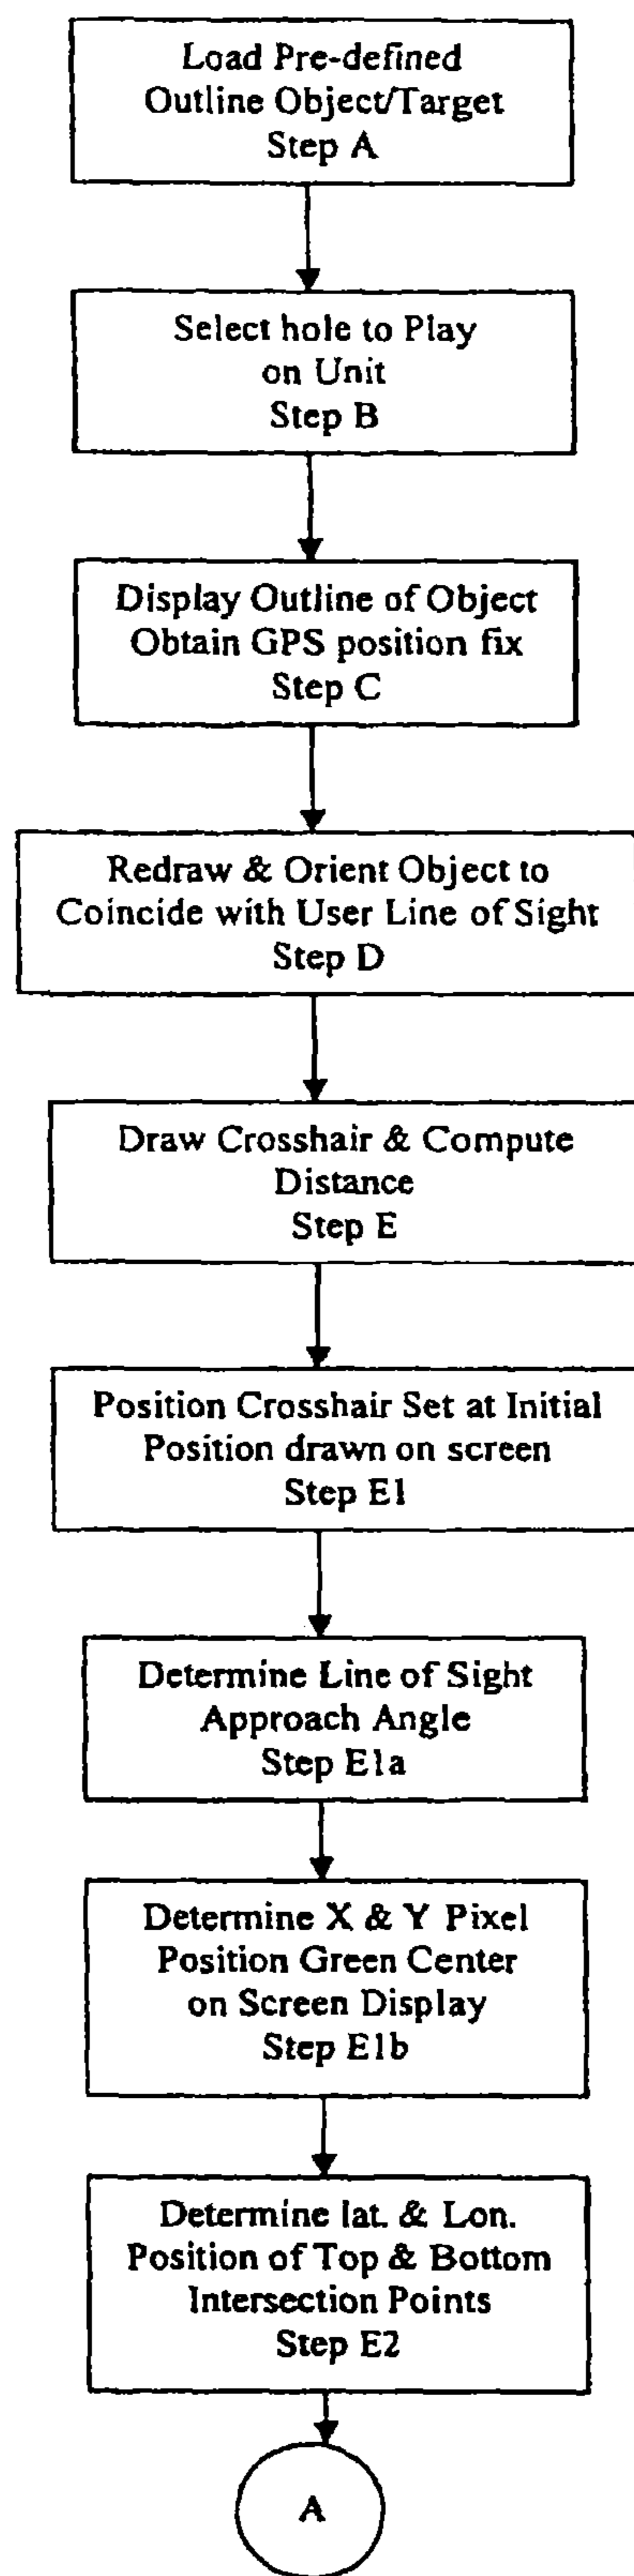 Load Pre-defined
Outline Object/Target
Step A
Select hole to Play
on Unit
Step B
Display Outline of Object
Obtain GPS position fix
Step C
Redraw & Orient Object to
Coincide with User Line of Sight
Step D
Draw Crosshair & Compute
Distance
Step E
Position Crosshair Set at Initial
Position drawn on screen
Step E1
Determine Line of Sight
Approach Angle
Step E1a
Determine X & Y Pixel
Position Green Center
on Screen Display
Step E1b
Determine lat. & Lon.
Position of Top & Bottom
Intersection Points
Step E2
A